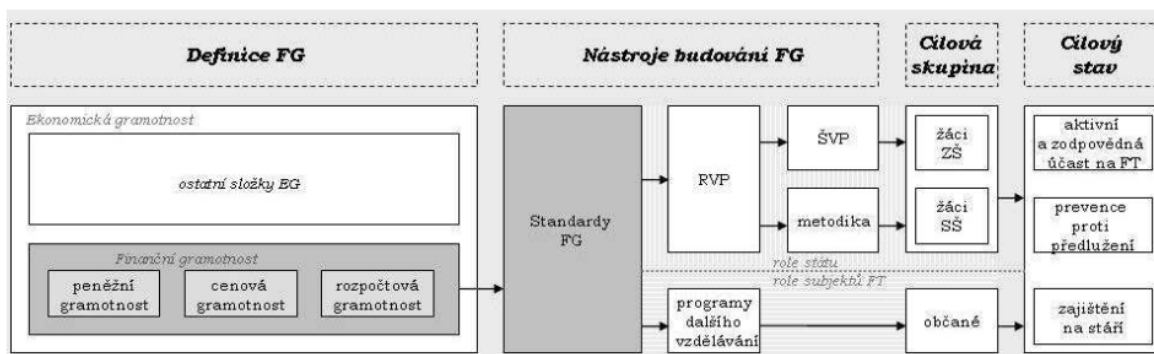 Definice FG
Nástroje budování FG
Cílová
skupina
Cílový
stav
Ekonomická gramotnost
ostatní složky EG
Finanční gramotnost
peněžní
gramotnost
cenová
gramotnost
rozpočtová
gramotnost
Standardy
FG
RVP
ŠVP
metodika
role státu
role subjektů FT
programy
dalšího
vzdělávání
žáci
ZŠ
žáci
SŠ
občané
aktivní
a zodpovědná
účast na FT
prevence
proti
předlužení
zajištění
na stáří